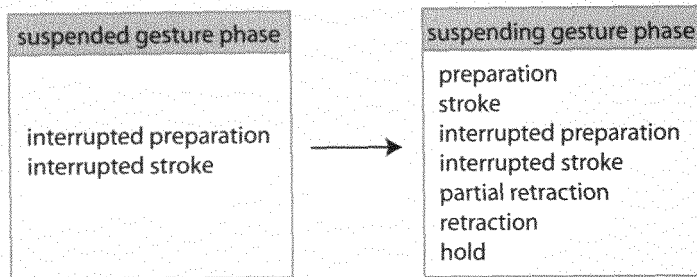 suspended gesture phase
interrupted preparation
interrupted stroke
suspending gesture phase
preparation
stroke
interrupted preparation
interrupted stroke
partial retraction
retraction
hold